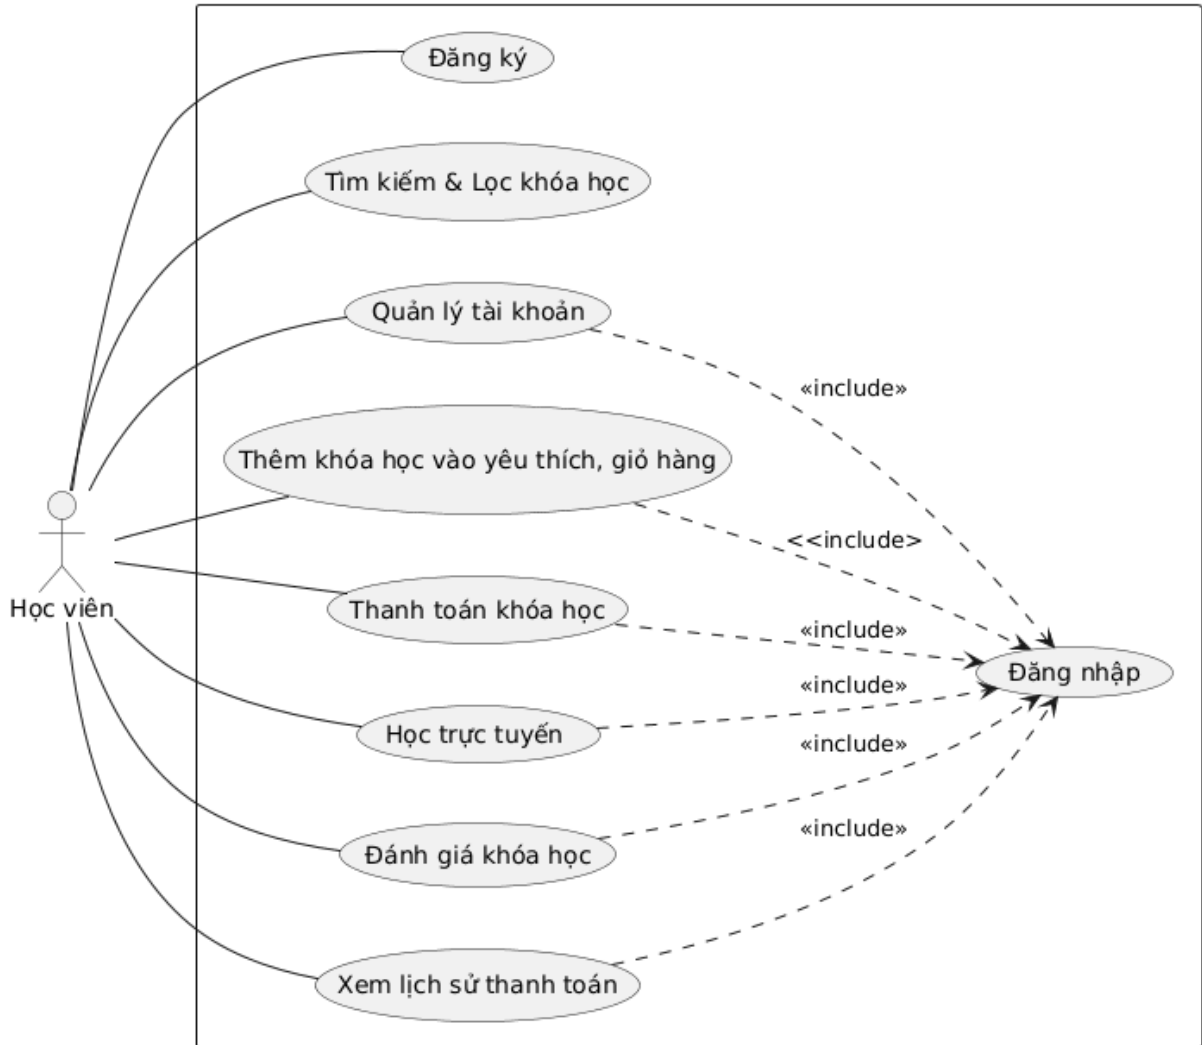 Đăng ký
Tìm kiếm & Lọc khóa học
Quản lý tài khoản
«include»
Thêm khóa học vào yêu thích, giỏ hàng
<<include>
Học viên
Thanh toán khóa học
«include»
Đăng nhập
«include»
Học trực tuyến
«include»
Đánh giá khóa học
«include»
Xem lịch sử thanh toán